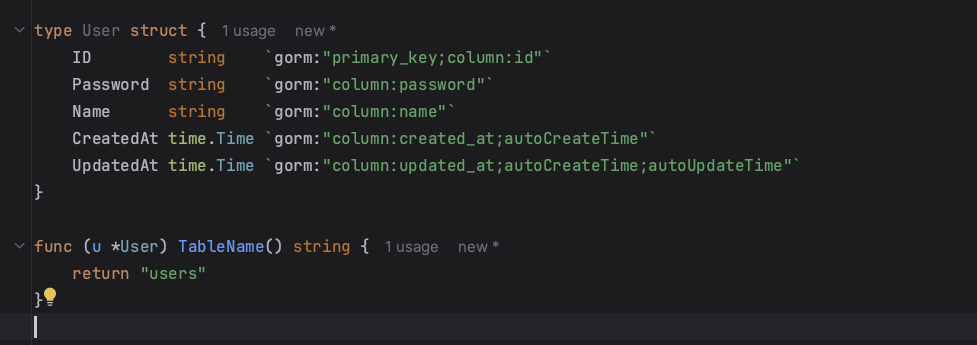 type User struct { 1 usage new *
    ID        string    `gorm:"primary_key;column:id"`
    Password  string    `gorm:"column:password"`
    Name      string    `gorm:"column:name"`
    CreatedAt time.Time `gorm:"column:created_at;autoCreateTime"`
    UpdatedAt time.Time `gorm:"column:updated_at;autoCreateTime;autoUpdateTime"`
}
func (u *User) TableName() string { 1 usage new *
    return "users"
}